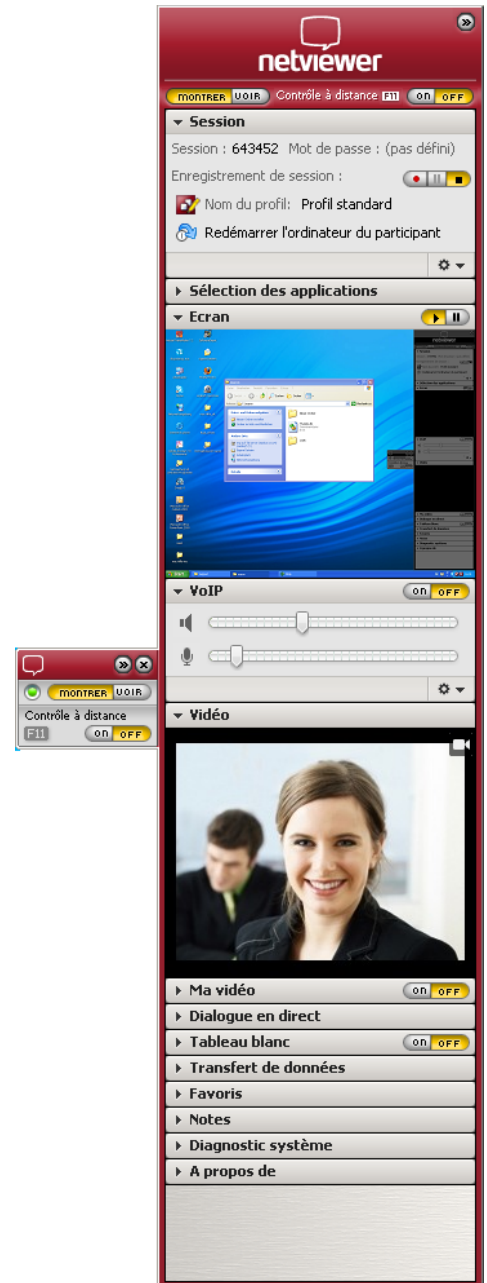 netviewer
MONTRER VOIR Contrôle à distance F11 On OFF
Session
Session : 643452 Mot de passe : (pas défini)
Enregistrement de session :
Nom du profil: Profil standard
Redémarrer l'ordinateur du participant
Sélection des applications
Ecran
VoIP On OFF
MONTRER VOIR
Contrôle à distance
F11 On OFF
Vidéo
Ma vidéo On OFF
Dialogue en direct
Tableau blanc On OFF
Transfert de données
Favoris
Notes
Diagnostic système
A propos de